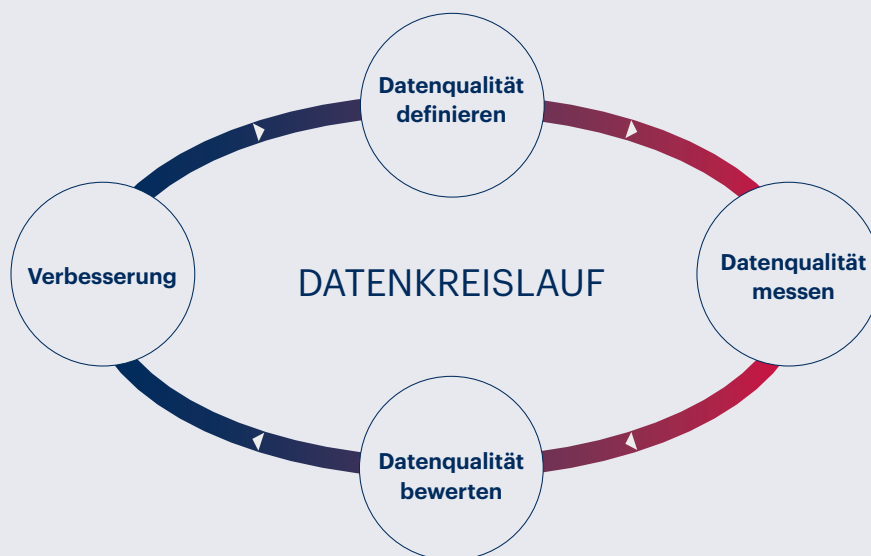 Datenqualität
definieren
Verbesserung
DATENKREISLAUF
Datenqualität
messen
Datenqualität
bewerten